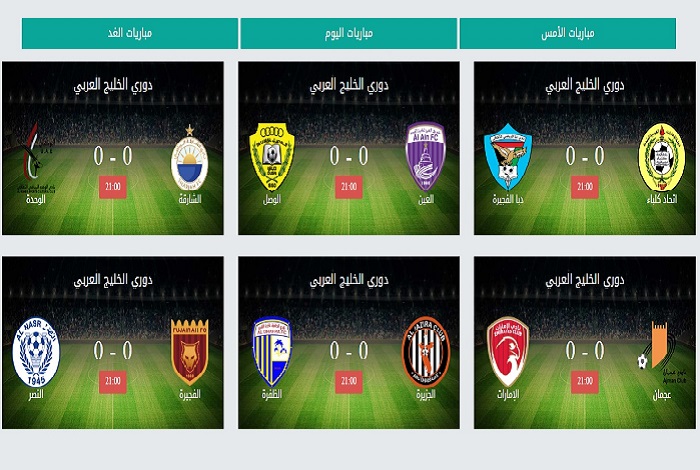 مباريات الأمس
مباريات اليوم
مباريات الغد
دوري الخليج العربي
0 - 0
21:00
اتحاد كلباء
دبا الفجيرة
دوري الخليج العربي
Al Ain FC
0 - 0
21:00
العين
الوصل
دوري الخليج العربي
0 - 0
21:00
الشارقة
الوحدة
دوري الخليج العربي
0 - 0
21:00
Ajman Club
عجمان
الإمارات
دوري الخليج العربي
AL JAZIRA CLUB
0 - 0
21:00
الجزيرة
الظفرة
دوري الخليج العربي
FUJAIRAH FC
0 - 0
AL NASR
1945
21:00
الفجيرة
النصر